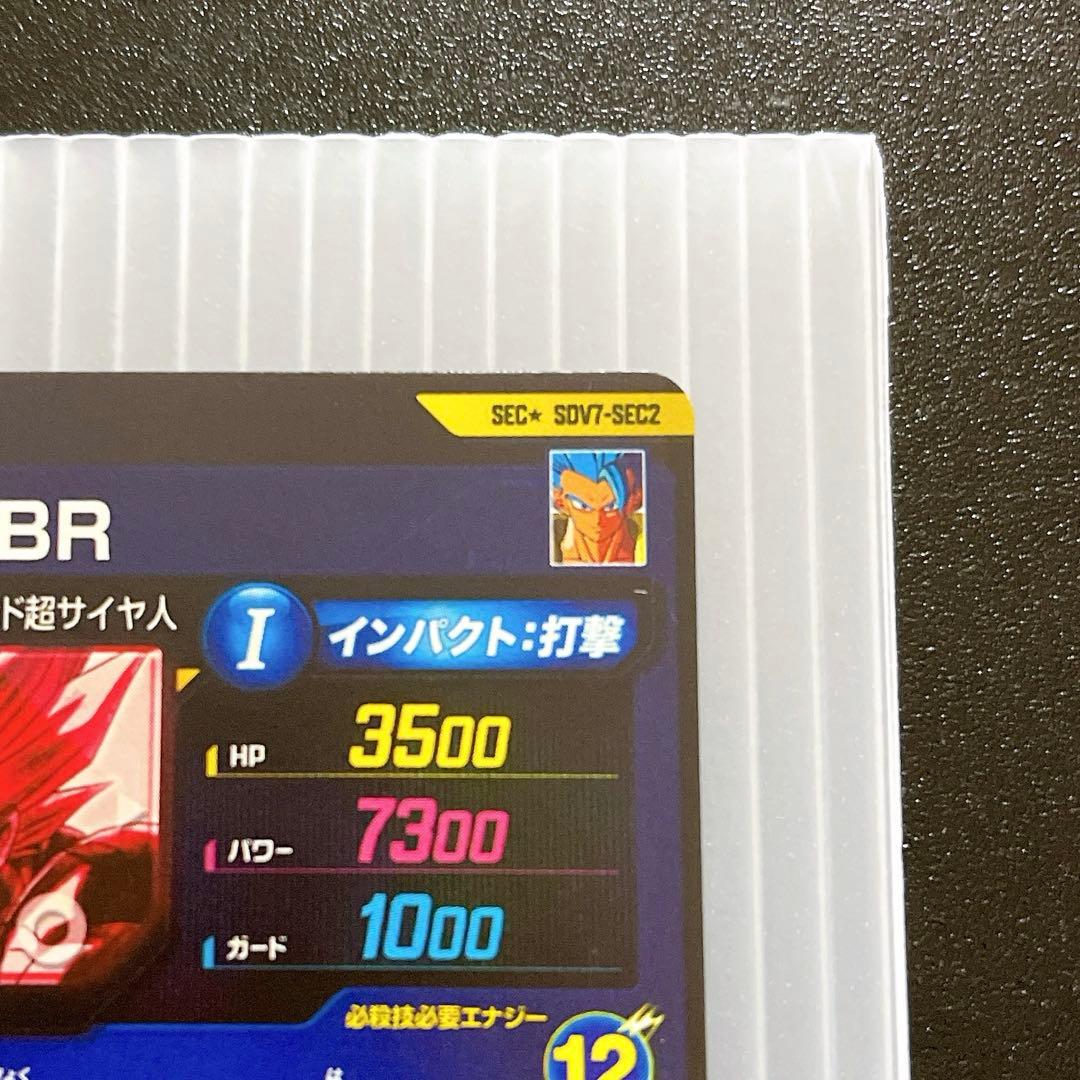 SEC★ SDV7-SEC2
BR
ド超サイヤ人
I インパクト:打撃
HP 3500
パワー 7300
ガード 1000
必殺技必要エナジー
12